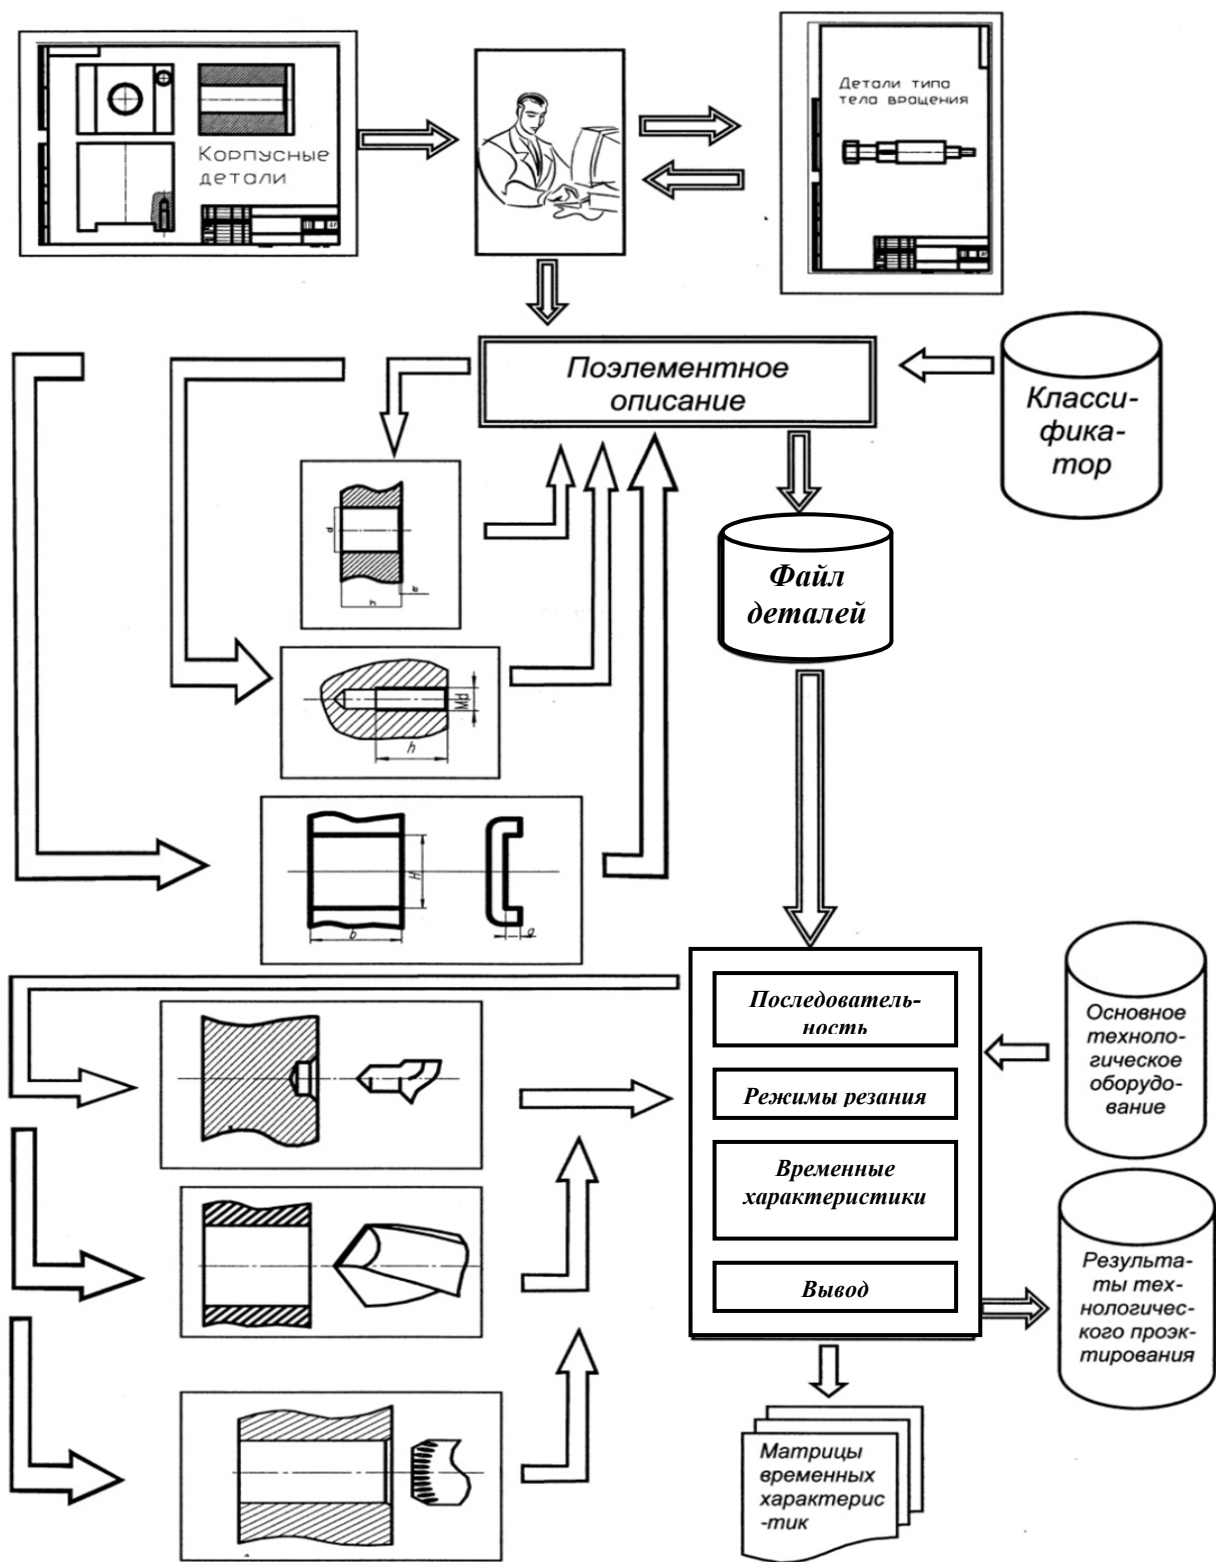 Корпусные
детали
Детали типа
тела вращения
Поэлементное
описание
Класси-
фика-
тор
d
h
b
Файл
деталей
Md
h
H
b
a
Последователь-
ность
Режимы резания
Временные
характеристики
Вывод
Основное
техноло-
гическое
оборудо-
вание
Результа-
ты тех-
нологичес-
кого проэк-
тирования
Матрицы
временных
характерис
-тик